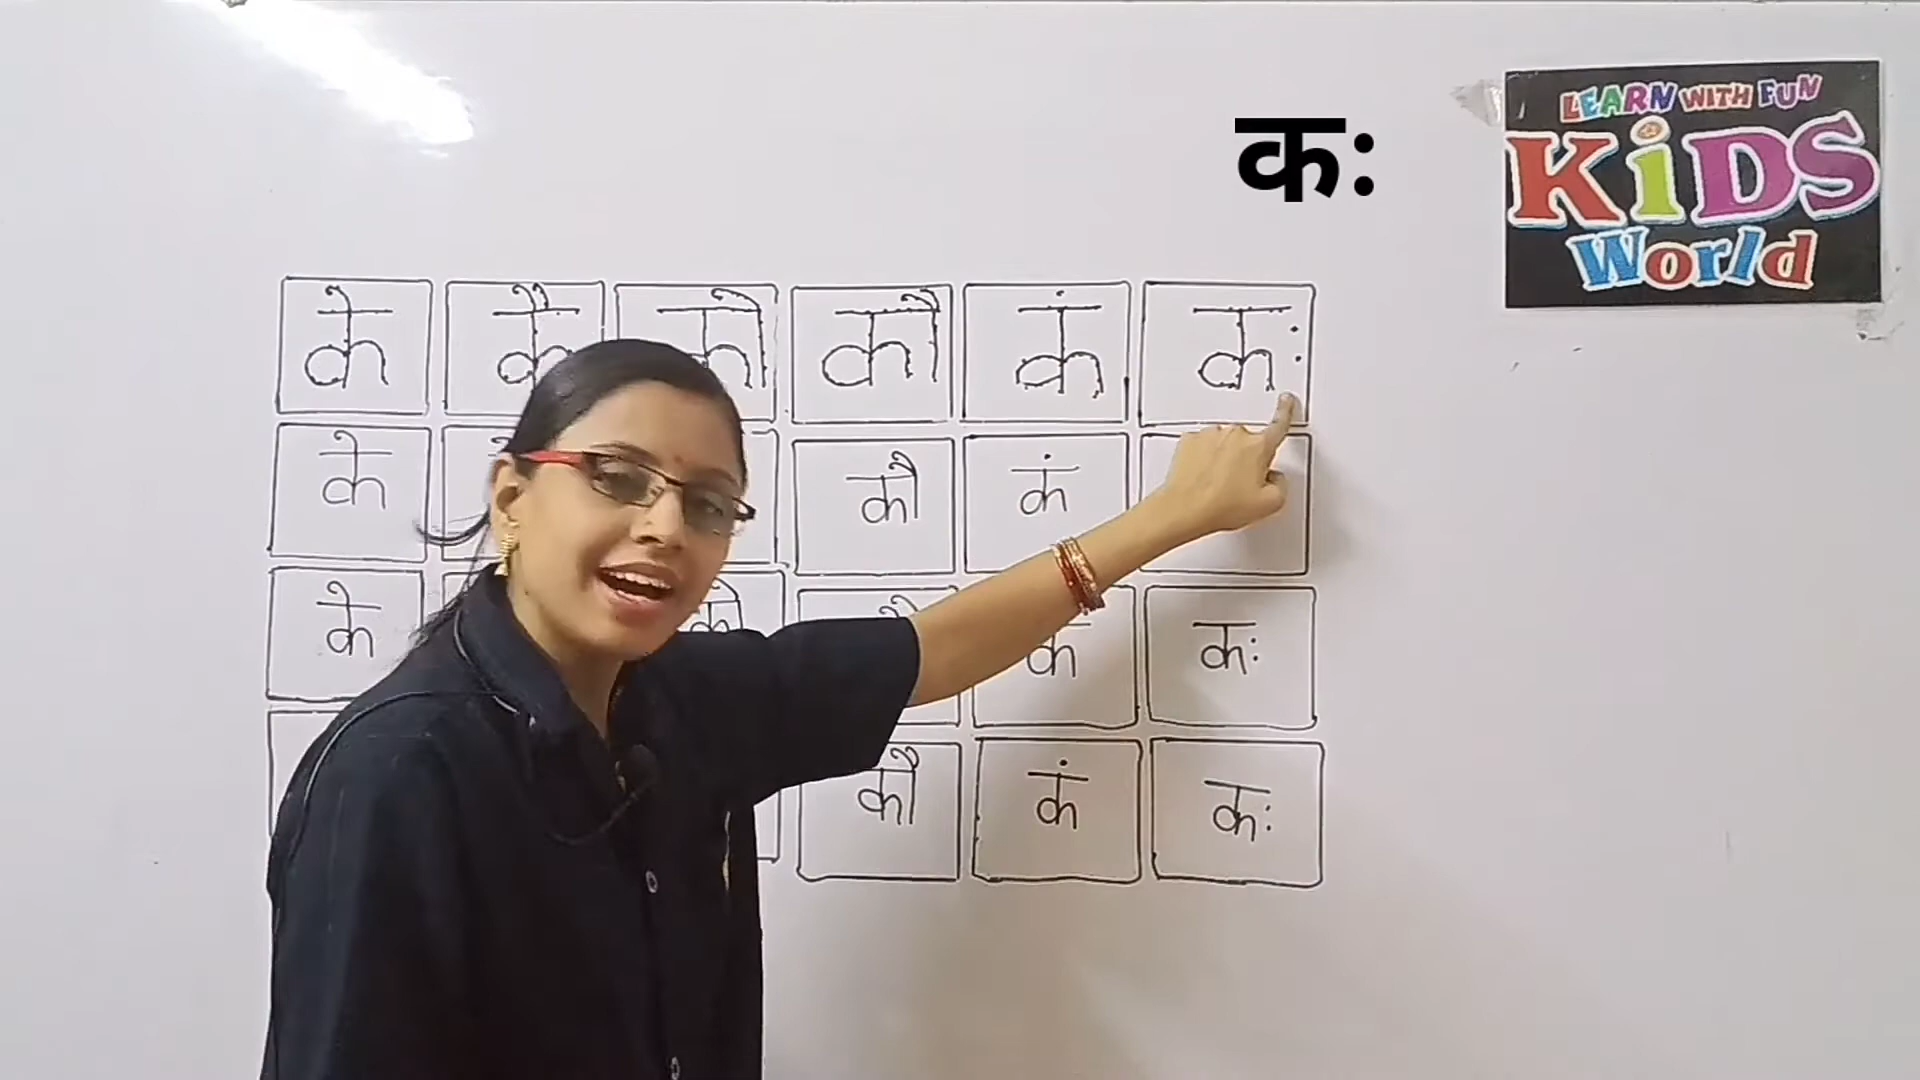 कः
LEARN WITH FUN
KiDS
World
के कै को कौ कं कः
के कौ कं
के को कं कः
कौ कं कः